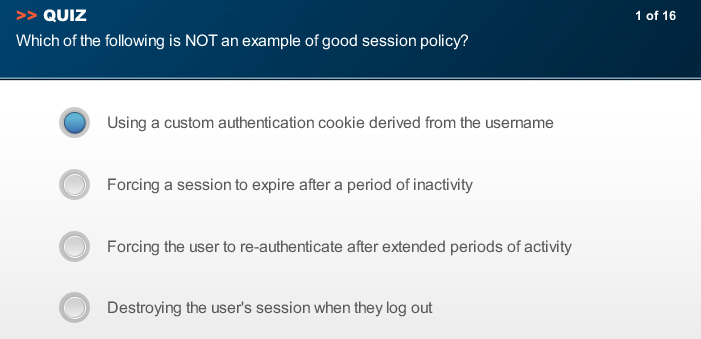 >> QUIZ
1 of 16
Which of the following is NOT an example of good session policy?
Using a custom authentication cookie derived from the username
Forcing a session to expire after a period of inactivity
Forcing the user to re-authenticate after extended periods of activity
Destroying the user's session when they log out